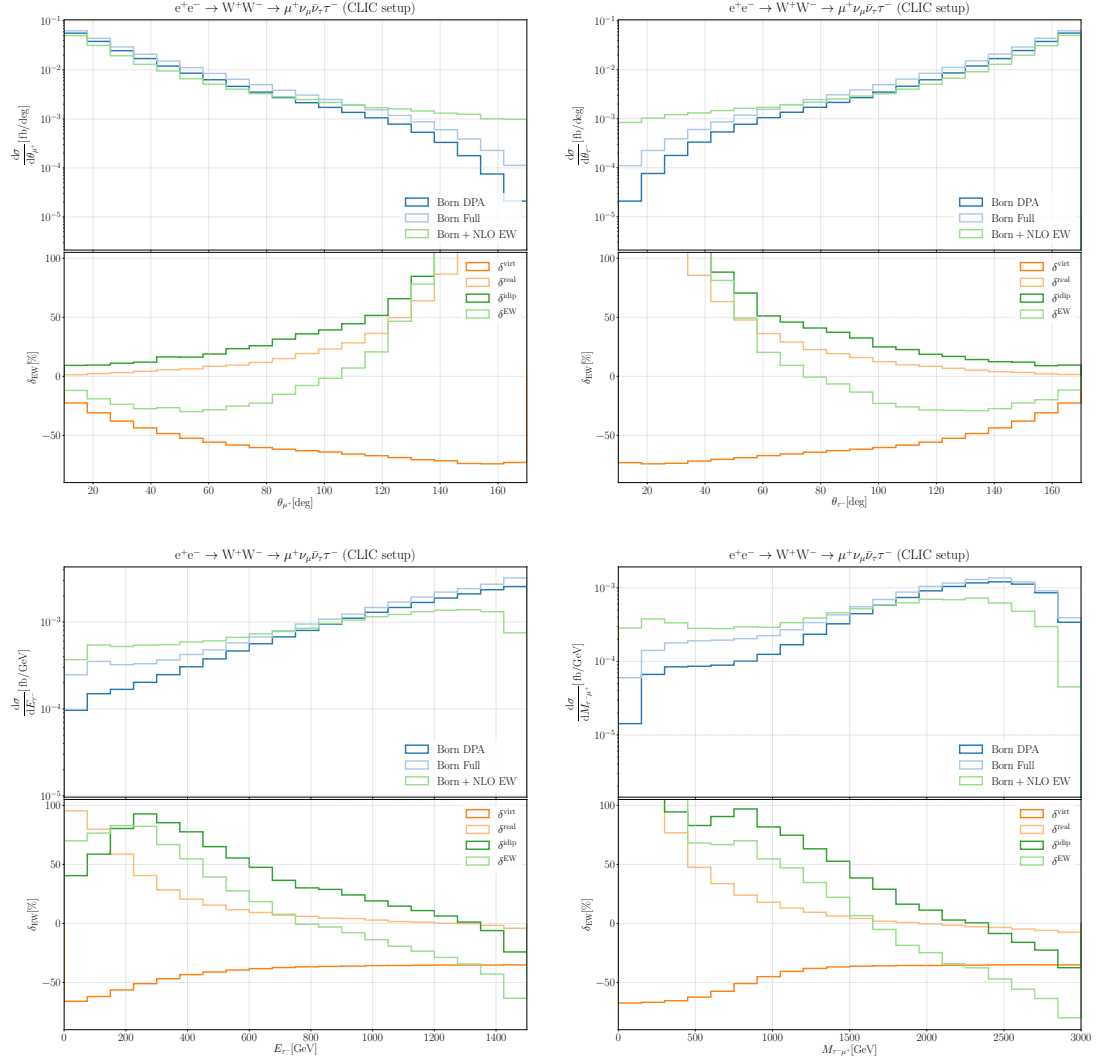 e⁺e⁻ → W⁺W⁻ → μ⁺ν_μν̄_ττ⁻ (CLIC setup)
10⁻¹
10⁻²
10⁻³
10⁻⁴
10⁻⁵
dσ/dθ_μ⁺ [fb/deg]
Born DPA
Born Full
Born + NLO EW
100
50
0
−50
δ_EW[%]
δ^virt
δ^real
δ^idip
δ^EW
20 40 60 80 100 120 140 160
θ_μ⁺[deg]
e⁺e⁻ → W⁺W⁻ → μ⁺ν_μν̄_ττ⁻ (CLIC setup)
10⁻¹
10⁻²
10⁻³
10⁻⁴
10⁻⁵
dσ/dθ_τ⁻ [fb/deg]
Born DPA
Born Full
Born + NLO EW
100
50
0
−50
δ_EW[%]
δ^virt
δ^real
δ^idip
δ^EW
20 40 60 80 100 120 140 160
θ_τ⁻[deg]
e⁺e⁻ → W⁺W⁻ → μ⁺ν_μν̄_ττ⁻ (CLIC setup)
10⁻³
10⁻⁴
10⁻⁵
dσ/dE_τ⁻ [fb/GeV]
Born DPA
Born Full
Born + NLO EW
100
50
0
−50
δ_EW[%]
δ^virt
δ^real
δ^idip
δ^EW
0 200 400 600 800 1000 1200 1400
E_τ⁻[GeV]
e⁺e⁻ → W⁺W⁻ → μ⁺ν_μν̄_ττ⁻ (CLIC setup)
10⁻³
10⁻⁴
10⁻⁵
dσ/dM_τ⁻μ⁺ [fb/GeV]
Born DPA
Born Full
Born + NLO EW
100
50
0
−50
δ_EW[%]
δ^virt
δ^real
δ^idip
δ^EW
0 500 1000 1500 2000 2500 3000
M_τ⁻μ⁺[GeV]